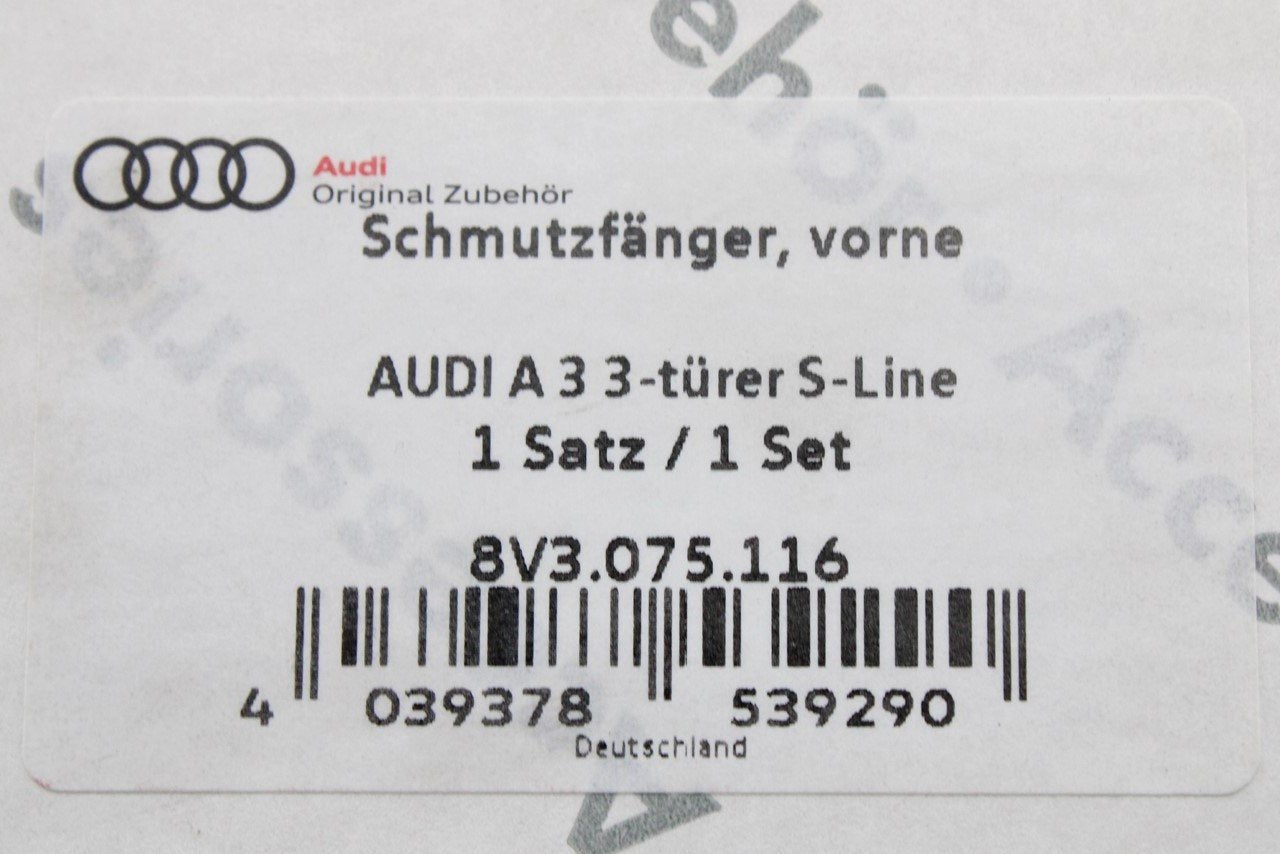 Audi
Original Zubehör
Schmutzfänger, vorne
AUDI A 3 3-türer S-Line
1 Satz / 1 Set
8V3.075.116
4 039378 539290
Deutschland